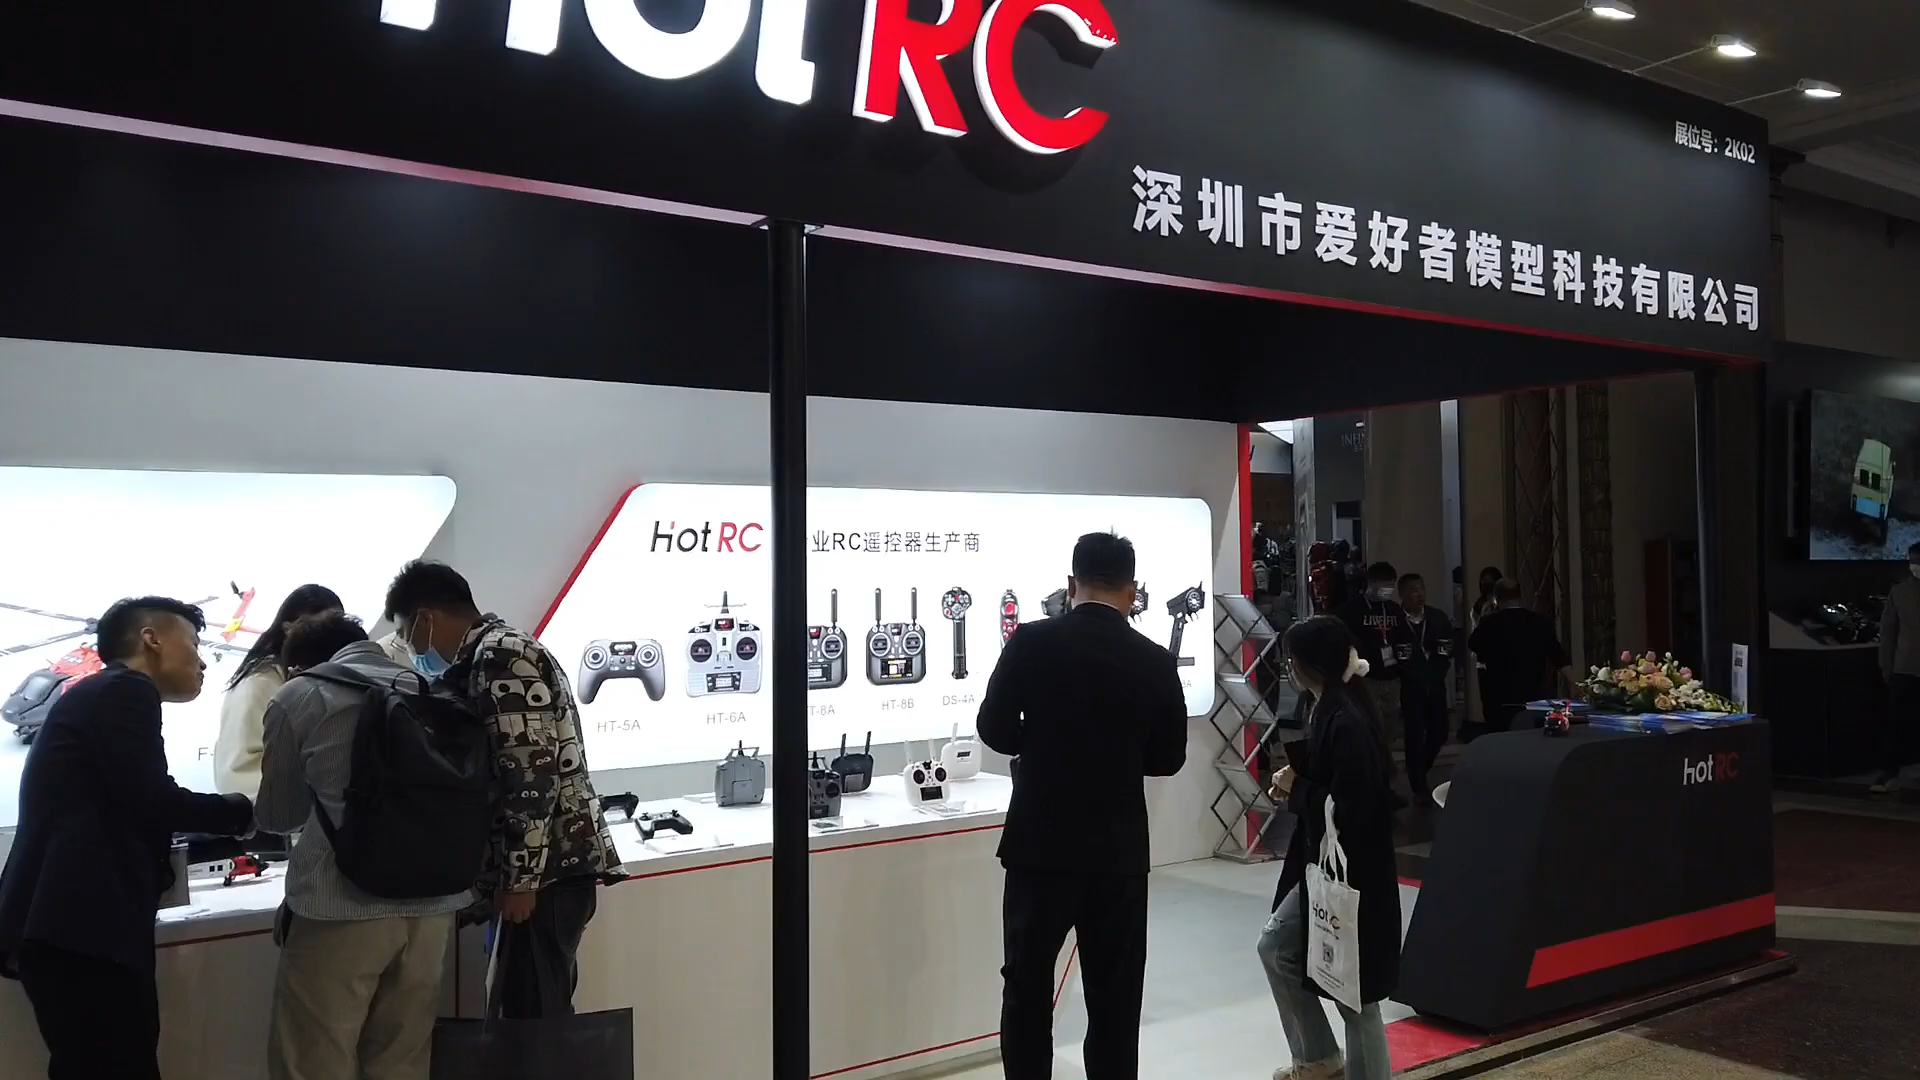 HotRC
展位号：2K02
深圳市爱好者模型科技有限公司
HotRC
业RC遥控器生产商
HT-5A
HT-6A
T-8A
HT-8B
DS-4A
LIVEFIT
HotRC
Hot